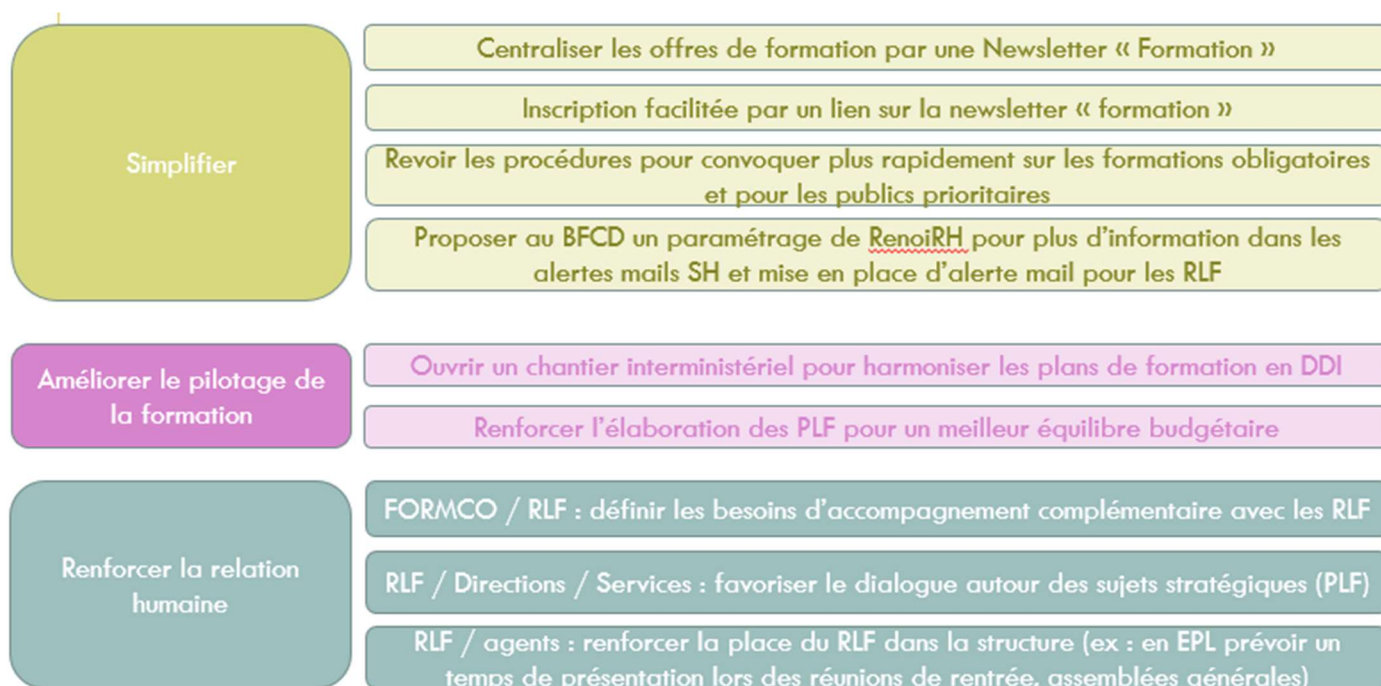 Simplifier
Centraliser les offres de formation par une Newsletter « Formation »
Inscription facilitée par un lien sur la newsletter « formation »
Revoir les procédures pour convoquer plus rapidement sur les formations obligatoires
et pour les publics prioritaires
Proposer au BFCD un paramétrage de RenoiRH pour plus d’information dans les
alertes mails SH et mise en place d’alerte mail pour les RLF
Améliorer le pilotage de
la formation
Ouvrir un chantier interministériel pour harmoniser les plans de formation en DDI
Renforcer l’élaboration des PLF pour un meilleur équilibre budgétaire
Renforcer la relation
humaine
FORMCO / RLF : définir les besoins d’accompagnement complémentaire avec les RLF
RLF / Directions / Services : favoriser le dialogue autour des sujets stratégiques (PLF)
RLF / agents : renforcer la place du RLF dans la structure (ex : en EPL prévoir un
temps de présentation lors des réunions de rentrée, assemblées générales)